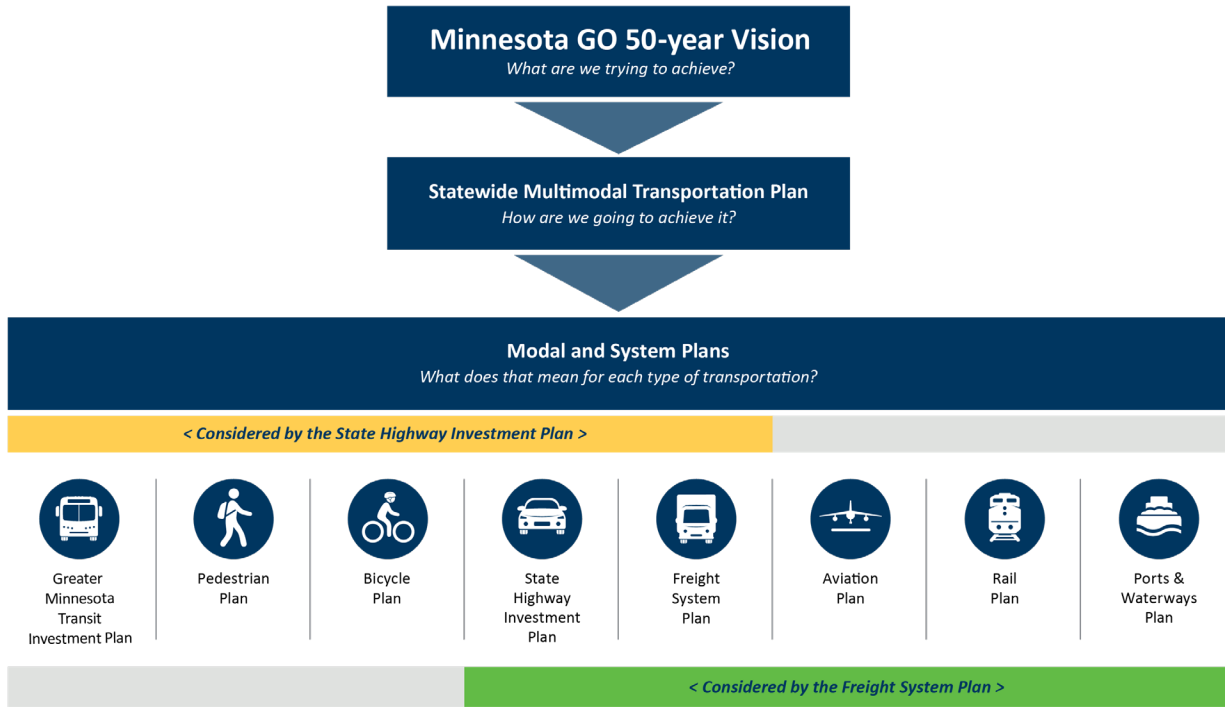 Minnesota GO 50-year Vision
What are we trying to achieve?
Statewide Multimodal Transportation Plan
How are we going to achieve it?
Modal and System Plans
What does that mean for each type of transportation?
< Considered by the State Highway Investment Plan >
Greater
Minnesota
Transit
Investment Plan
Pedestrian
Plan
Bicycle
Plan
State
Highway
Investment
Plan
Freight
System
Plan
Aviation
Plan
Rail
Plan
Ports &
Waterways
Plan
< Considered by the Freight System Plan >